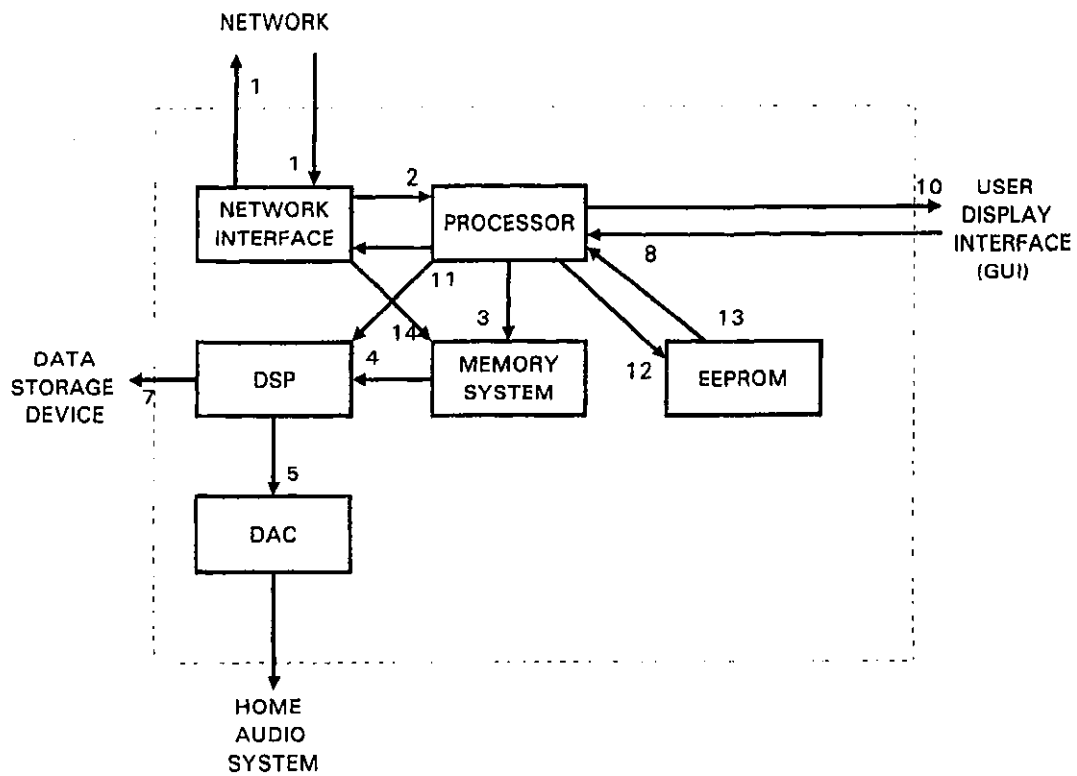 NETWORK
1
1
2
NETWORK
INTERFACE
PROCESSOR
10
USER
DISPLAY
INTERFACE
(GUI)
8
11
14
3
13
12
DATA
STORAGE
DEVICE
7
DSP
4
MEMORY
SYSTEM
EEPROM
5
DAC
HOME
AUDIO
SYSTEM